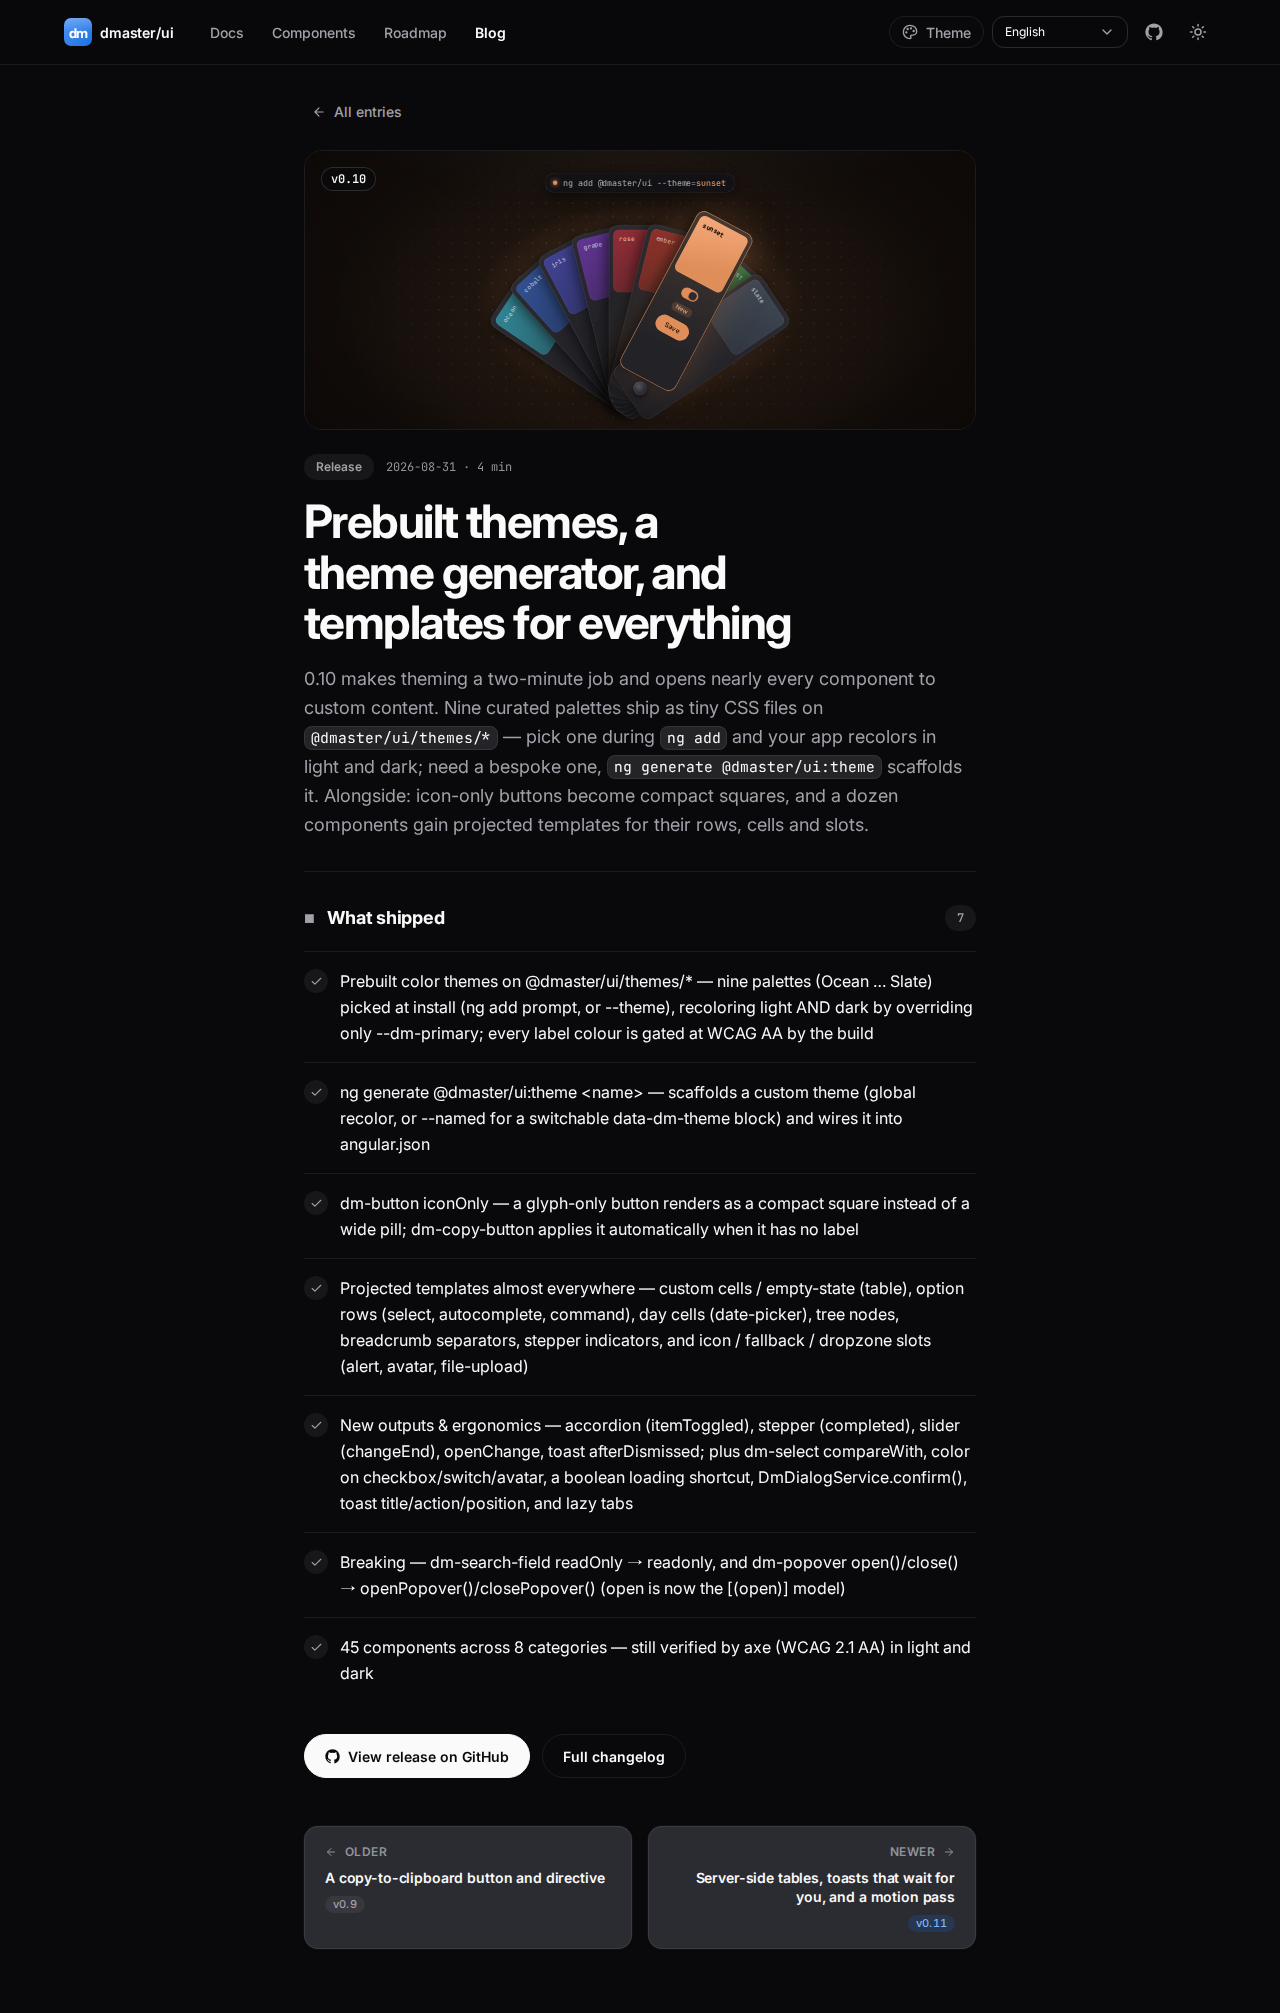 dm dmaster/ui Docs Components Roadmap Blog Theme English
All entries
v0.10
ng add @dmaster/ui --theme=sunset
ocean
cobalt
iris
grape
rose
ember
sunset
slate
New
Save
Release 2026-08-31 · 4 min
Prebuilt themes, a
theme generator, and
templates for everything
0.10 makes theming a two-minute job and opens nearly every component to
custom content. Nine curated palettes ship as tiny CSS files on
@dmaster/ui/themes/* — pick one during ng add and your app recolors in
light and dark; need a bespoke one, ng generate @dmaster/ui:theme scaffolds
it. Alongside: icon-only buttons become compact squares, and a dozen
components gain projected templates for their rows, cells and slots.
What shipped 7
Prebuilt color themes on @dmaster/ui/themes/* — nine palettes (Ocean … Slate)
picked at install (ng add prompt, or --theme), recoloring light AND dark by overriding
only --dm-primary; every label colour is gated at WCAG AA by the build
ng generate @dmaster/ui:theme <name> — scaffolds a custom theme (global
recolor, or --named for a switchable data-dm-theme block) and wires it into
angular.json
dm-button iconOnly — a glyph-only button renders as a compact square instead of a
wide pill; dm-copy-button applies it automatically when it has no label
Projected templates almost everywhere — custom cells / empty-state (table), option
rows (select, autocomplete, command), day cells (date-picker), tree nodes,
breadcrumb separators, stepper indicators, and icon / fallback / dropzone slots
(alert, avatar, file-upload)
New outputs & ergonomics — accordion (itemToggled), stepper (completed), slider
(changeEnd), openChange, toast afterDismissed; plus dm-select compareWith, color
on checkbox/switch/avatar, a boolean loading shortcut, DmDialogService.confirm(),
toast title/action/position, and lazy tabs
Breaking — dm-search-field readOnly → readonly, and dm-popover open()/close()
→ openPopover()/closePopover() (open is now the [(open)] model)
45 components across 8 categories — still verified by axe (WCAG 2.1 AA) in light and
dark
View release on GitHub Full changelog
← OLDER
A copy-to-clipboard button and directive
v0.9
NEWER →
Server-side tables, toasts that wait for
you, and a motion pass
v0.11